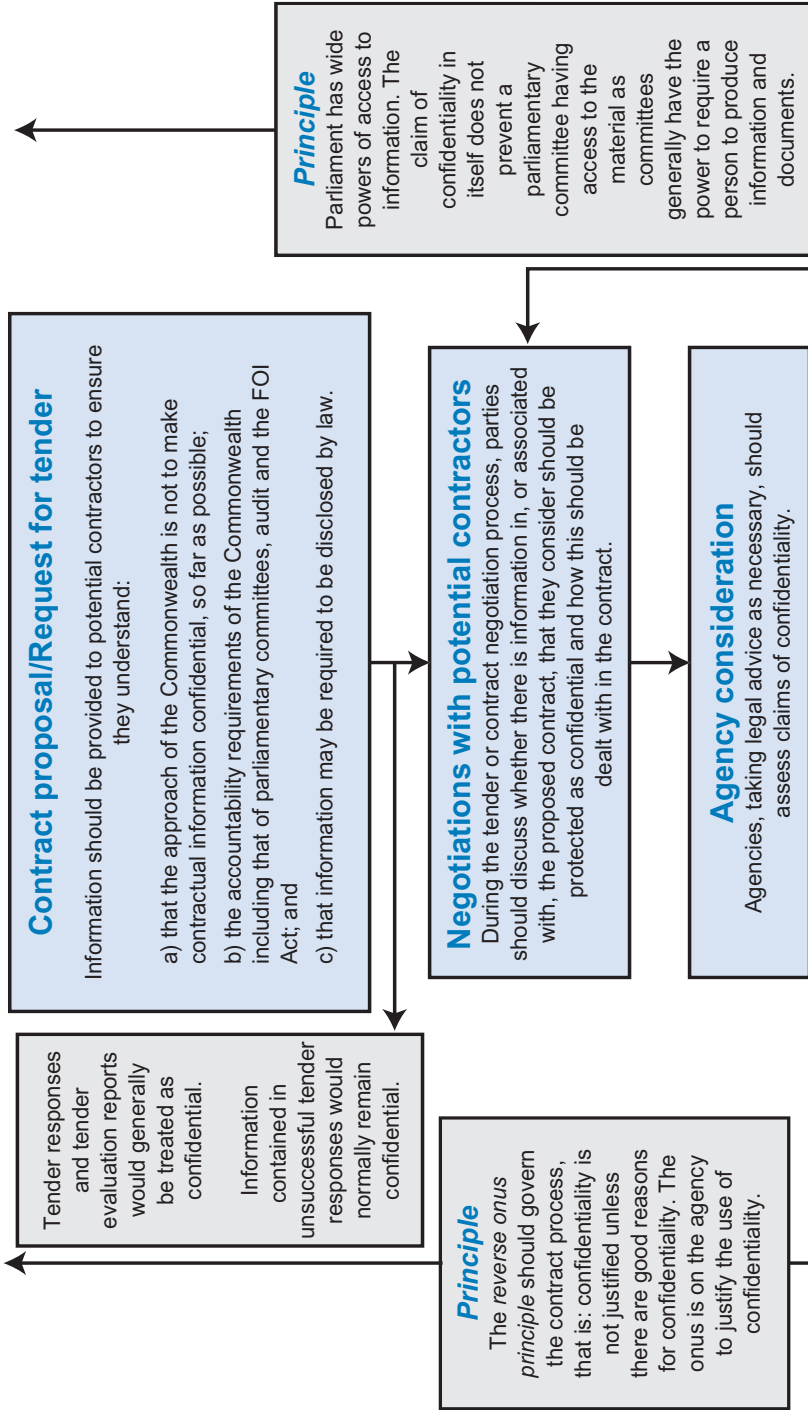 Contract proposal/Request for tender
Information should be provided to potential contractors to ensure
they understand:
a) that the approach of the Commonwealth is not to make
contractual information confidential, so far as possible;
b) the accountability requirements of the Commonwealth
including that of parliamentary committees, audit and the FOI
Act; and
c) that information may be required to be disclosed by law.
Tender responses
and tender
evaluation reports
would generally
be treated as
confidential.
Information
contained in
unsuccessful tender
responses would
normally remain
confidential.
Principle
The reverse onus
principle should govern
the contract process,
that is: confidentiality is
not justified unless
there are good reasons
for confidentiality. The
onus is on the agency
to justify the use of
confidentiality.
Negotiations with potential contractors
During the tender or contract negotiation process, parties
should discuss whether there is information in, or associated
with, the proposed contract, that they consider should be
protected as confidential and how this should be
dealt with in the contract.
Principle
Parliament has wide
powers of access to
information. The
claim of
confidentiality in
itself does not
prevent a
parliamentary
committee having
access to the
material as
committees
generally have the
power to require a
person to produce
information and
documents.
Agency consideration
Agencies, taking legal advice as necessary, should
assess claims of confidentiality.